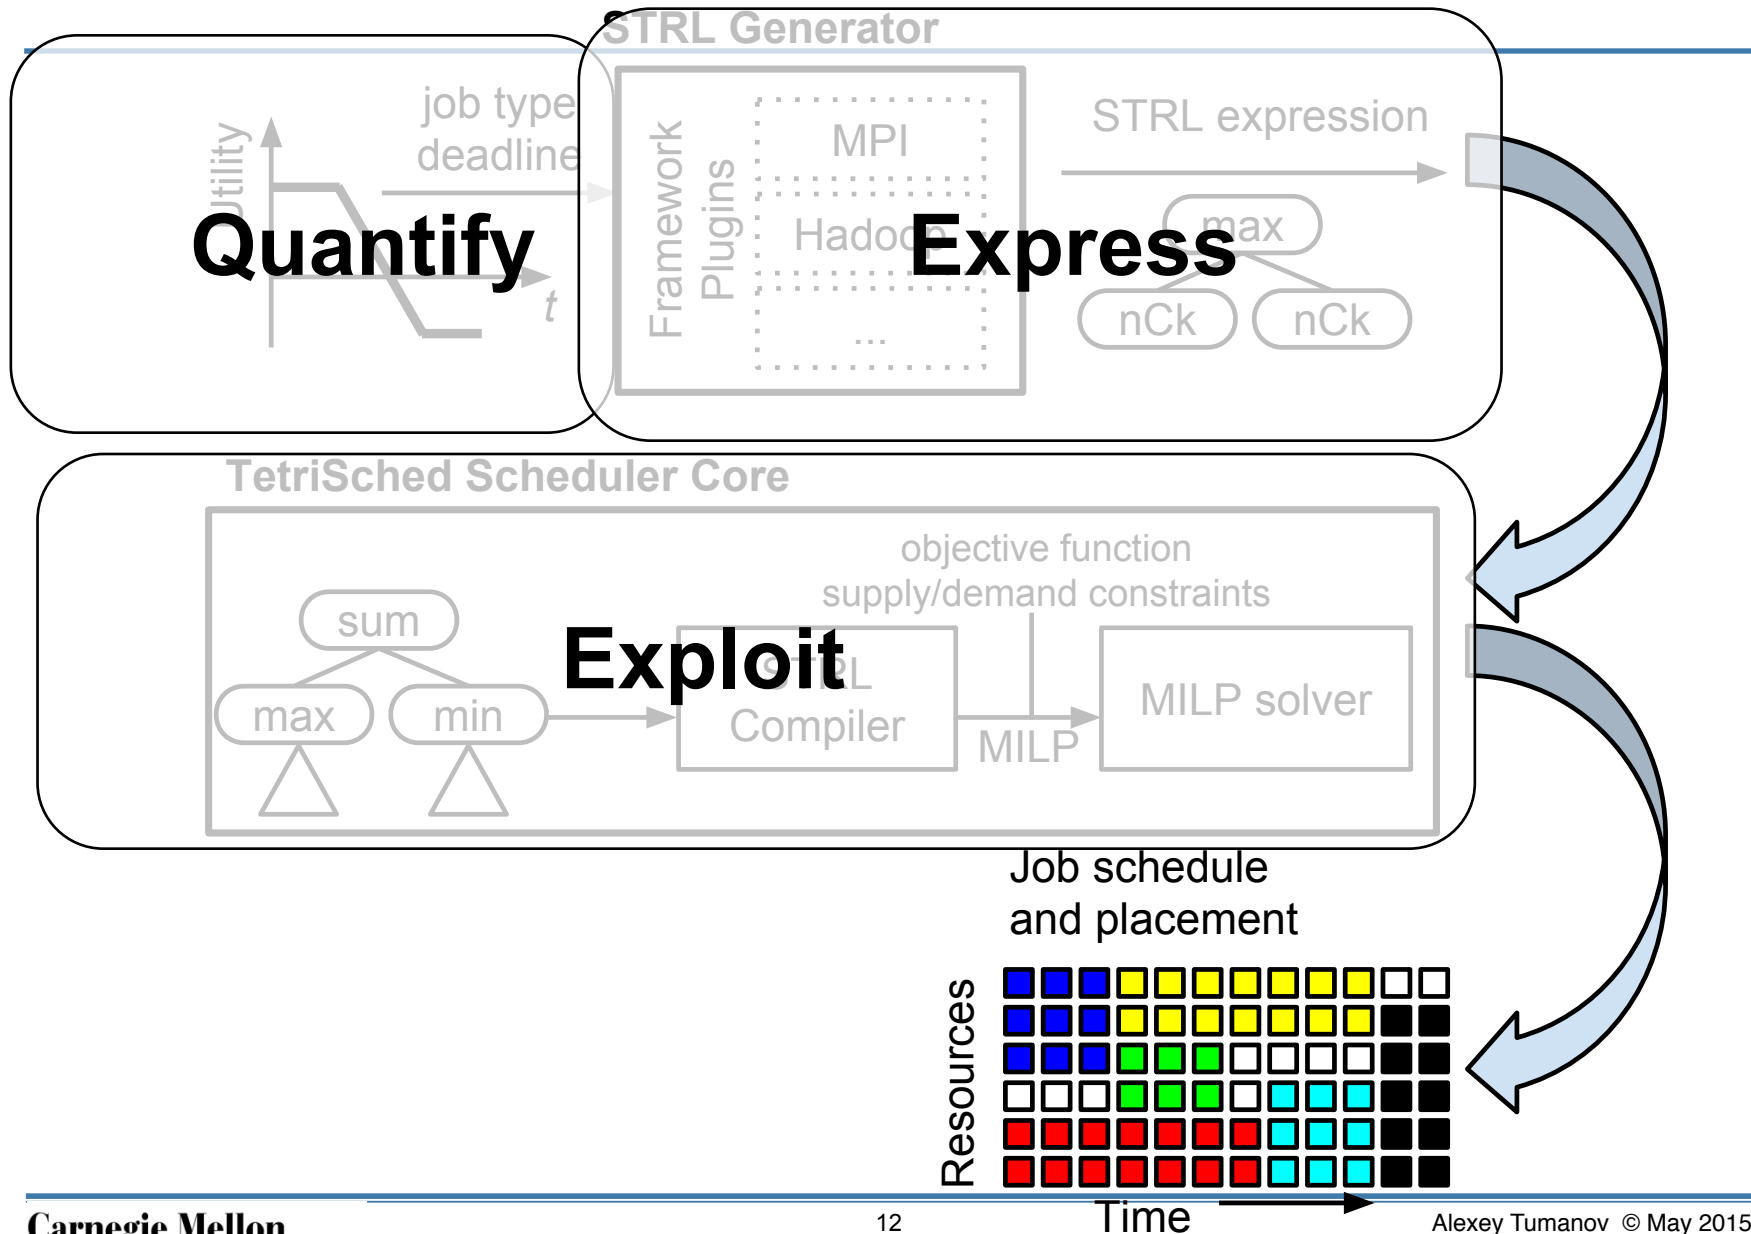 STRL Generator
job type
deadline
Utility
t
Quantify
Framework
Plugins
MPI
Hadoop
...
STRL expression
max
nCk
nCk
Express
TetriSched Scheduler Core
objective function
supply/demand constraints
sum
max
min
STRL
Compiler
MILP
MILP solver
Exploit
Job schedule
and placement
Resources
Time
Carnegie Mellon
12
Alexey Tumanov © May 2015